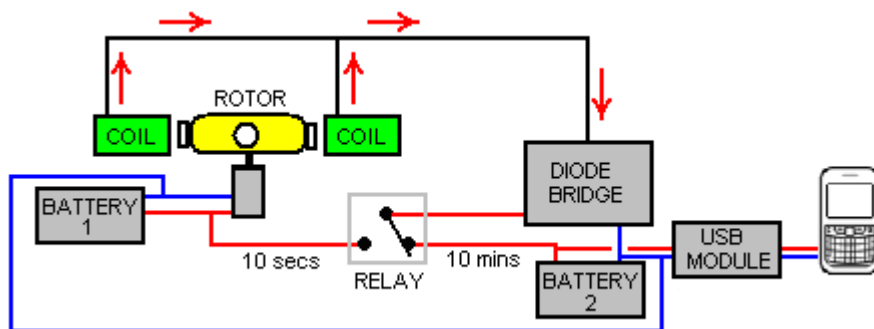 ROTOR
COIL
COIL
DIODE
BRIDGE
BATTERY
1
10 secs
10 mins
RELAY
BATTERY
2
USB
MODULE